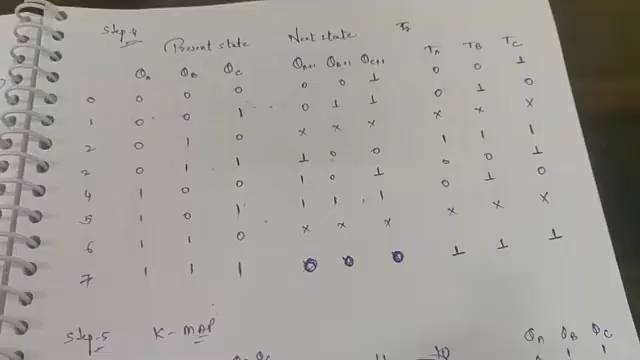 Step-4
Present state Next state T
QA QB QC QA+1 QB+1 QC+1 TA TB TC
0 0 0 0 0 0 1 0 0 1
1 0 0 1 0 1 1 0 1 0
2 0 1 0 x x x x x x
2 0 1 1 1 0 0 1 1 1
4 1 0 0 1 0 1 0 0 1
5 1 0 1 1 1 1 0 1 0
6 1 1 0 x x x x x x
7 1 1 1 0 0 0 1 1 1
Step-5 K-MAP
QA QB QC